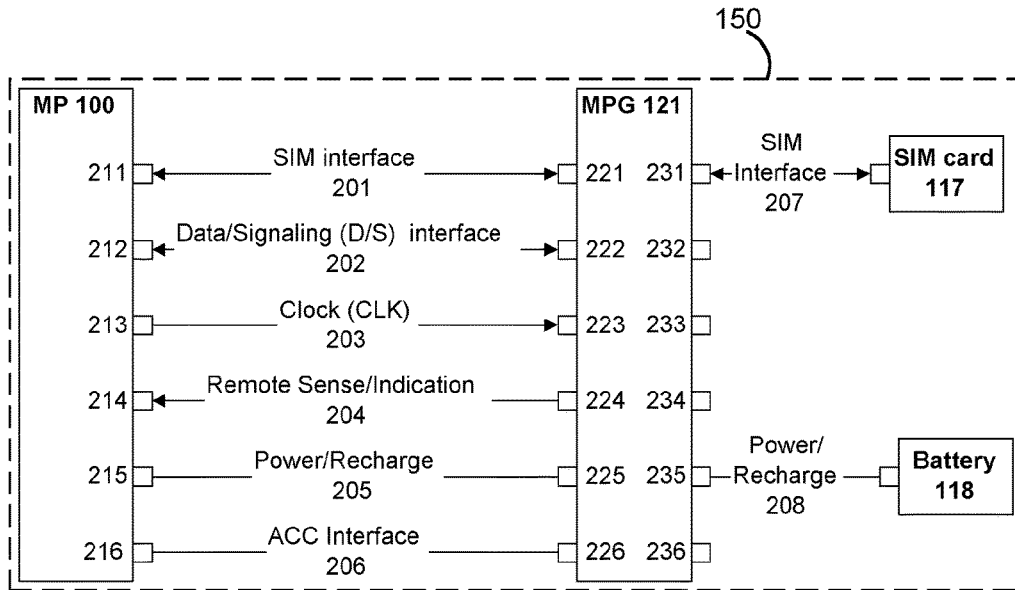 150
MP 100
MPG 121
211
SIM interface
201
221
231
SIM
Interface
207
SIM card
117
212
Data/Signaling (D/S) interface
202
222
232
213
Clock (CLK)
203
223
233
214
Remote Sense/Indication
204
224
234
215
Power/Recharge
205
225
235
Power/
Recharge
208
Battery
118
216
ACC Interface
206
226
236